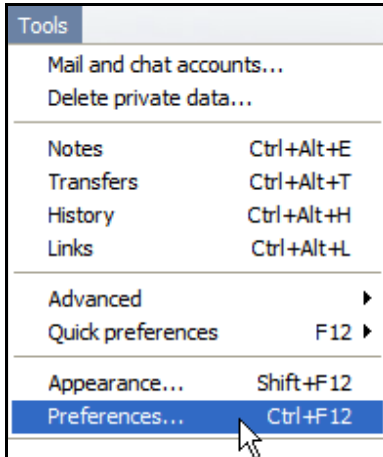 Tools
Mail and chat accounts...
Delete private data...
Notes Ctrl+Alt+E
Transfers Ctrl+Alt+T
History Ctrl+Alt+H
Links Ctrl+Alt+L
Advanced
Quick preferences F12
Appearance... Shift+F12
Preferences... Ctrl+F12